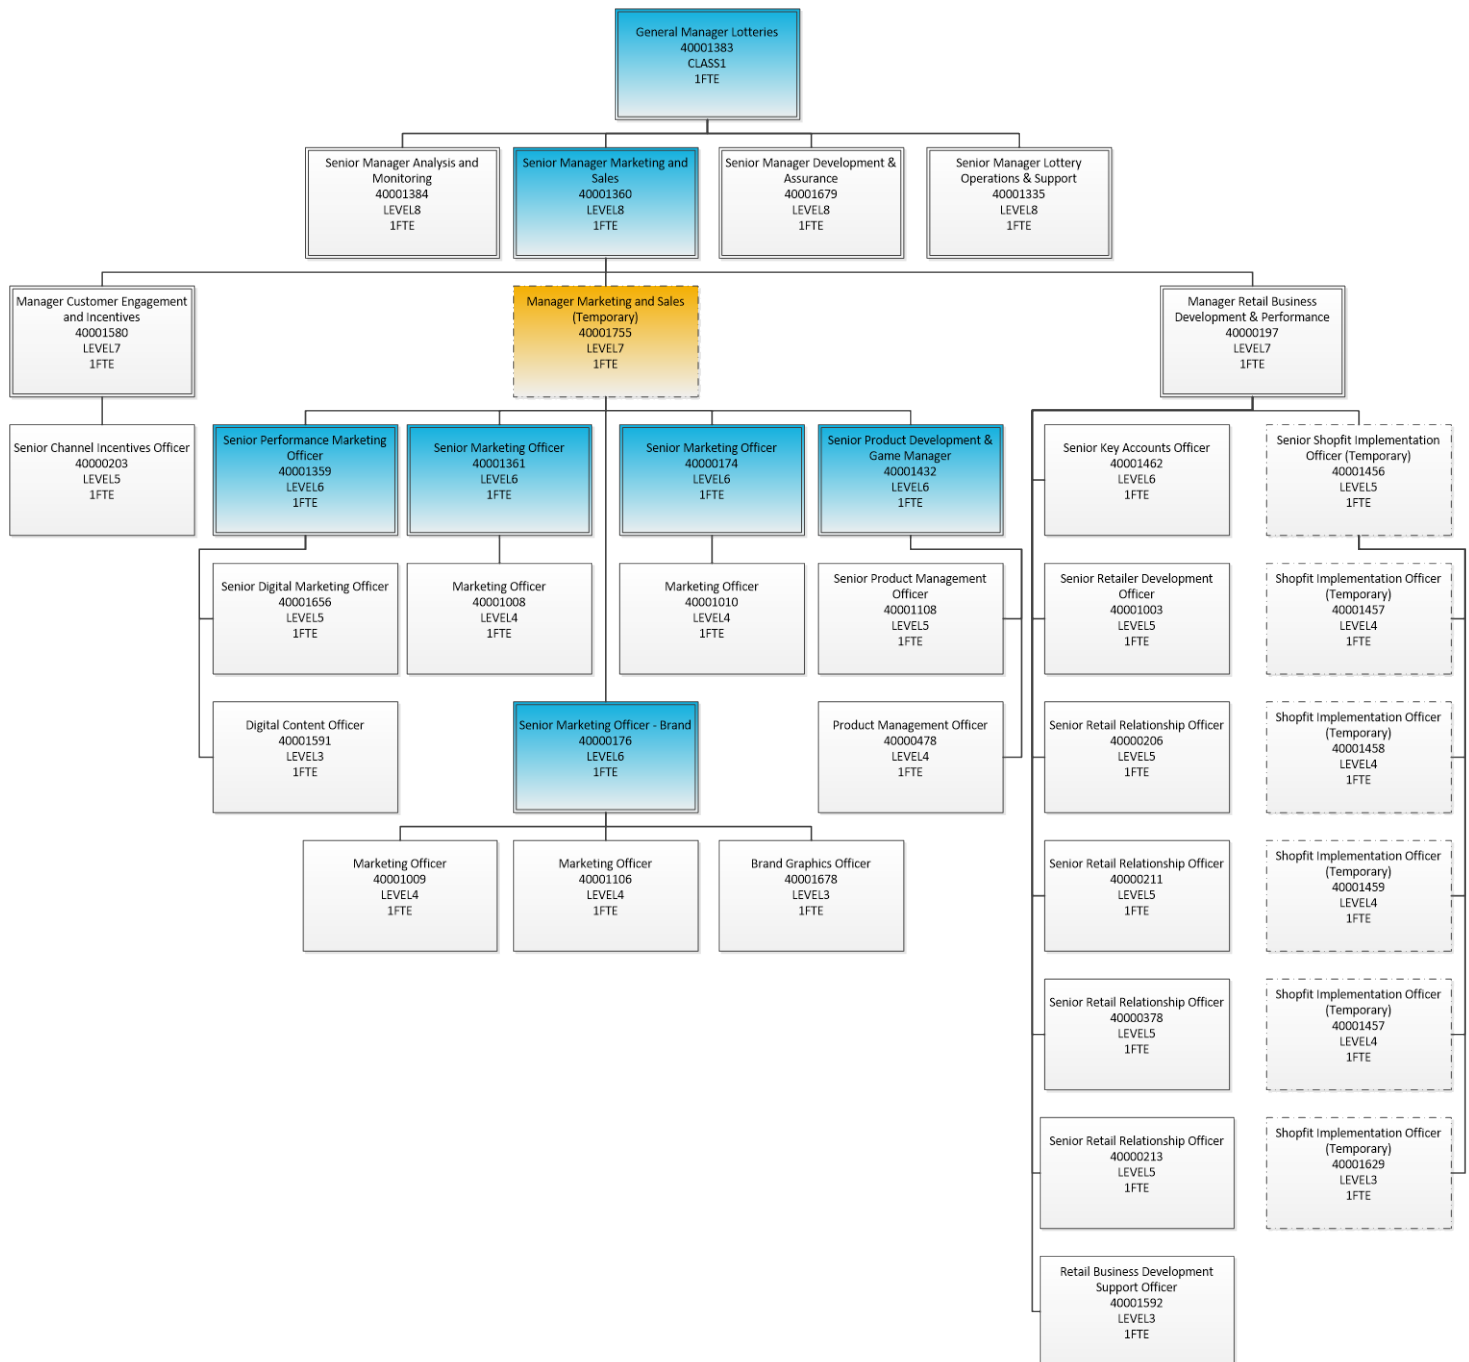 General Manager Lotteries
40001383
CLASS1
1FTE
Senior Manager Analysis and
Monitoring
40001384
LEVEL8
1FTE
Senior Manager Marketing and
Sales
40001360
LEVEL8
1FTE
Senior Manager Development &
Assurance
40001679
LEVEL8
1FTE
Senior Manager Lottery
Operations & Support
40001335
LEVEL8
1FTE
Manager Customer Engagement
and Incentives
40001580
LEVEL7
1FTE
Manager Marketing and Sales
(Temporary)
40001755
LEVEL7
1FTE
Manager Retail Business
Development & Performance
40000197
LEVEL7
1FTE
Senior Channel Incentives Officer
40000203
LEVEL5
1FTE
Senior Performance Marketing
Officer
40001359
LEVEL6
1FTE
Senior Marketing Officer
40001361
LEVEL6
1FTE
Senior Marketing Officer
40000174
LEVEL6
1FTE
Senior Product Development &
Game Manager
40001432
LEVEL6
1FTE
Senior Key Accounts Officer
40001462
LEVEL6
1FTE
Senior Shopfit Implementation
Officer (Temporary)
40001456
LEVEL5
1FTE
Senior Digital Marketing Officer
40001656
LEVEL5
1FTE
Marketing Officer
40001008
LEVEL4
1FTE
Marketing Officer
40001010
LEVEL4
1FTE
Senior Product Management
Officer
40001108
LEVEL5
1FTE
Senior Retailer Development
Officer
40001003
LEVEL5
1FTE
Shopfit Implementation Officer
(Temporary)
40001457
LEVEL4
1FTE
Digital Content Officer
40001591
LEVEL3
1FTE
Senior Marketing Officer - Brand
40000176
LEVEL6
1FTE
Product Management Officer
40000478
LEVEL4
1FTE
Senior Retail Relationship Officer
40000206
LEVEL5
1FTE
Shopfit Implementation Officer
(Temporary)
40001458
LEVEL4
1FTE
Marketing Officer
40001009
LEVEL4
1FTE
Marketing Officer
40001106
LEVEL4
1FTE
Brand Graphics Officer
40001678
LEVEL3
1FTE
Senior Retail Relationship Officer
40000211
LEVEL5
1FTE
Shopfit Implementation Officer
(Temporary)
40001459
LEVEL4
1FTE
Senior Retail Relationship Officer
40000378
LEVEL5
1FTE
Shopfit Implementation Officer
(Temporary)
40001457
LEVEL4
1FTE
Senior Retail Relationship Officer
40000213
LEVEL5
1FTE
Shopfit Implementation Officer
(Temporary)
40001629
LEVEL3
1FTE
Retail Business Development
Support Officer
40001592
LEVEL3
1FTE